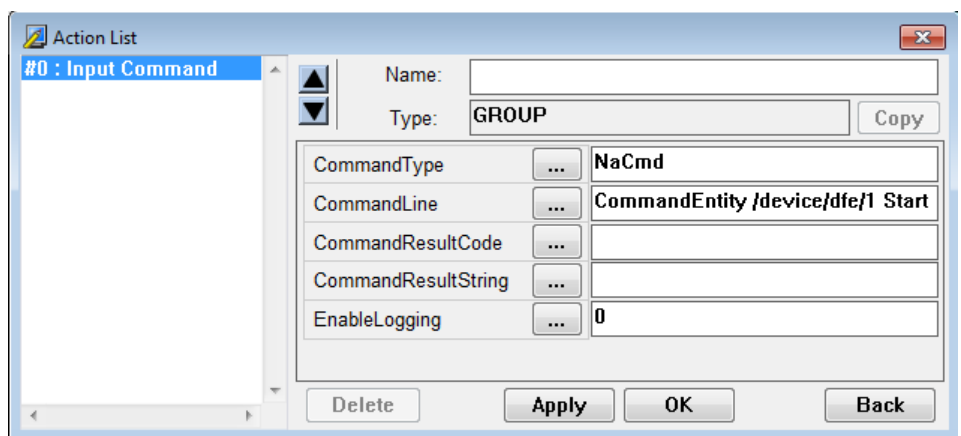 Action List
#0 : Input Command
Name:
Type: GROUP Copy
CommandType ... NaCmd
CommandLine ... CommandEntity /device/dfe/1 Start
CommandResultCode ...
CommandResultString ...
EnableLogging ... 0
Delete Apply OK Back